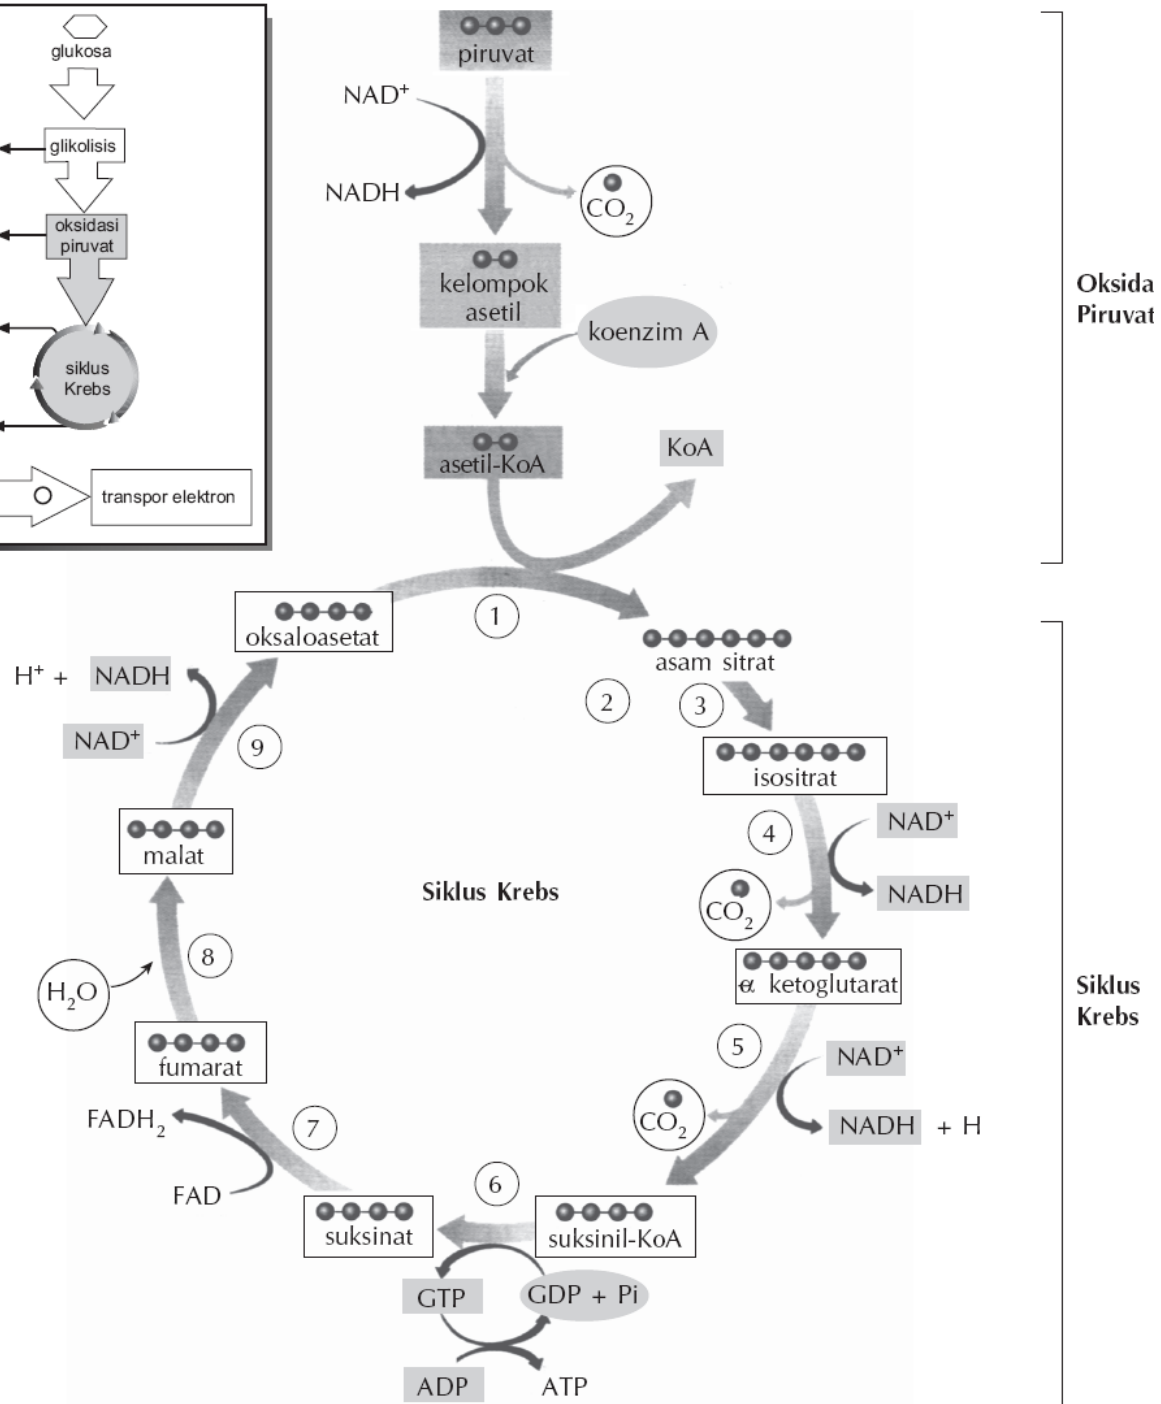 glukosa
glikolisis
oksidasi
piruvat
siklus
Krebs
transpor elektron
piruvat
NAD⁺
NADH
CO₂
kelompok
asetil
koenzim A
asetil-KoA
KoA
Oksida
Piruvat
oksaloasetat
1
asam sitrat
H⁺ + NADH
NAD⁺
9
2
3
isositrat
malat
4
NAD⁺
NADH
CO₂
Siklus Krebs
8
H₂O
α ketoglutarat
Siklus
Krebs
fumarat
5
NAD⁺
CO₂
NADH + H
FADH₂
7
FAD
6
suksinat
suksinil-KoA
GTP
GDP + Pi
ADP
ATP